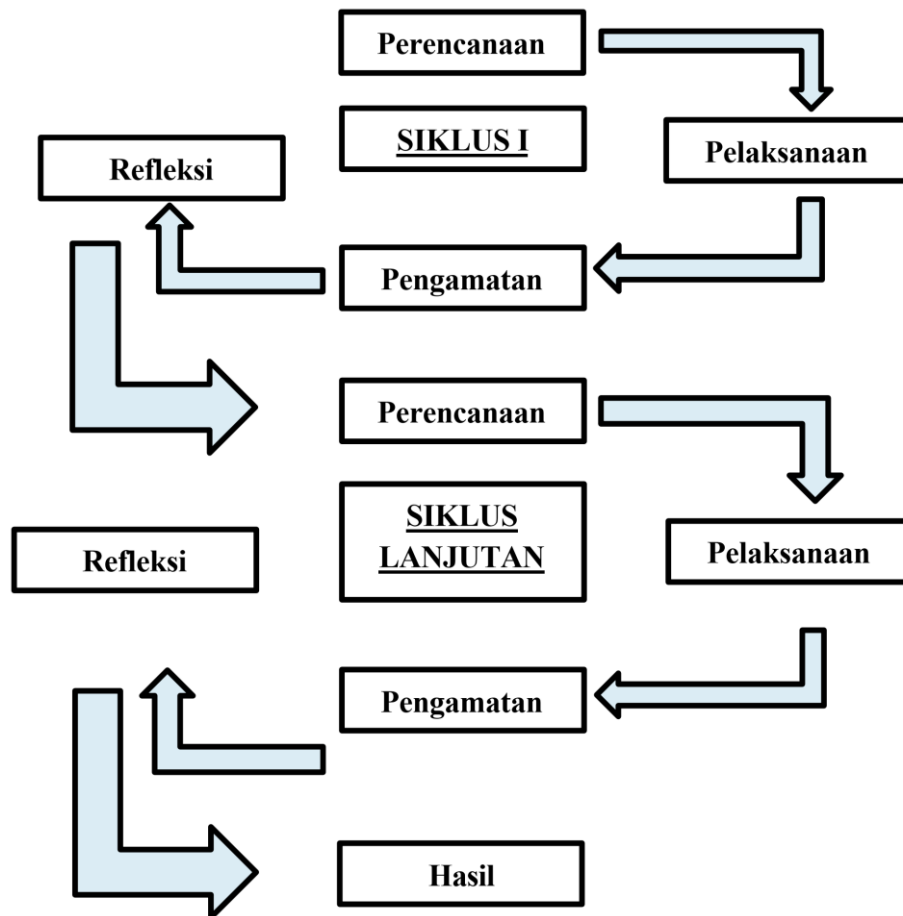 Perencanaan
SIKLUS I
Pelaksanaan
Refleksi
Pengamatan
Perencanaan
SIKLUS
LANJUTAN
Pelaksanaan
Refleksi
Pengamatan
Hasil